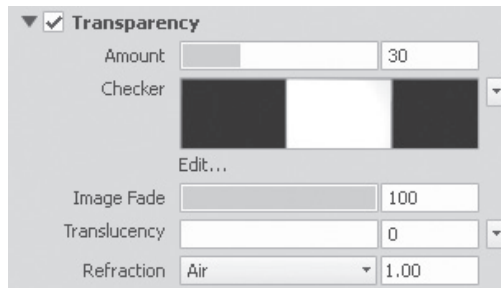 Transparency
Amount 30
Checker
Edit...
Image Fade 100
Translucency 0
Refraction Air 1.00